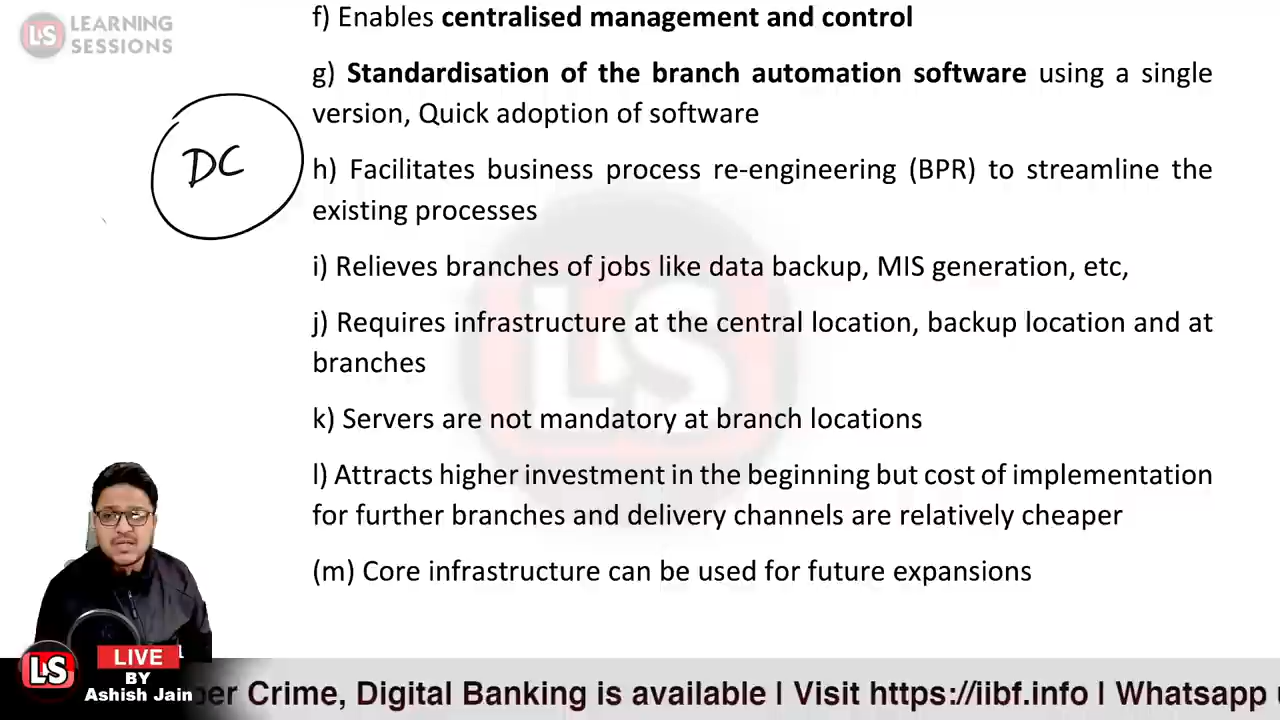 LS LEARNING
SESSIONS
f) Enables centralised management and control
g) Standardisation of the branch automation software using a single
version, Quick adoption of software
DC
h) Facilitates business process re-engineering (BPR) to streamline the
existing processes
i) Relieves branches of jobs like data backup, MIS generation, etc,
j) Requires infrastructure at the central location, backup location and at
branches
k) Servers are not mandatory at branch locations
l) Attracts higher investment in the beginning but cost of implementation
for further branches and delivery channels are relatively cheaper
(m) Core infrastructure can be used for future expansions
LS
LS
LIVE
BY
Ashish Jain
Crime, Digital Banking is available | Visit https://iibf.info | Whatsapp